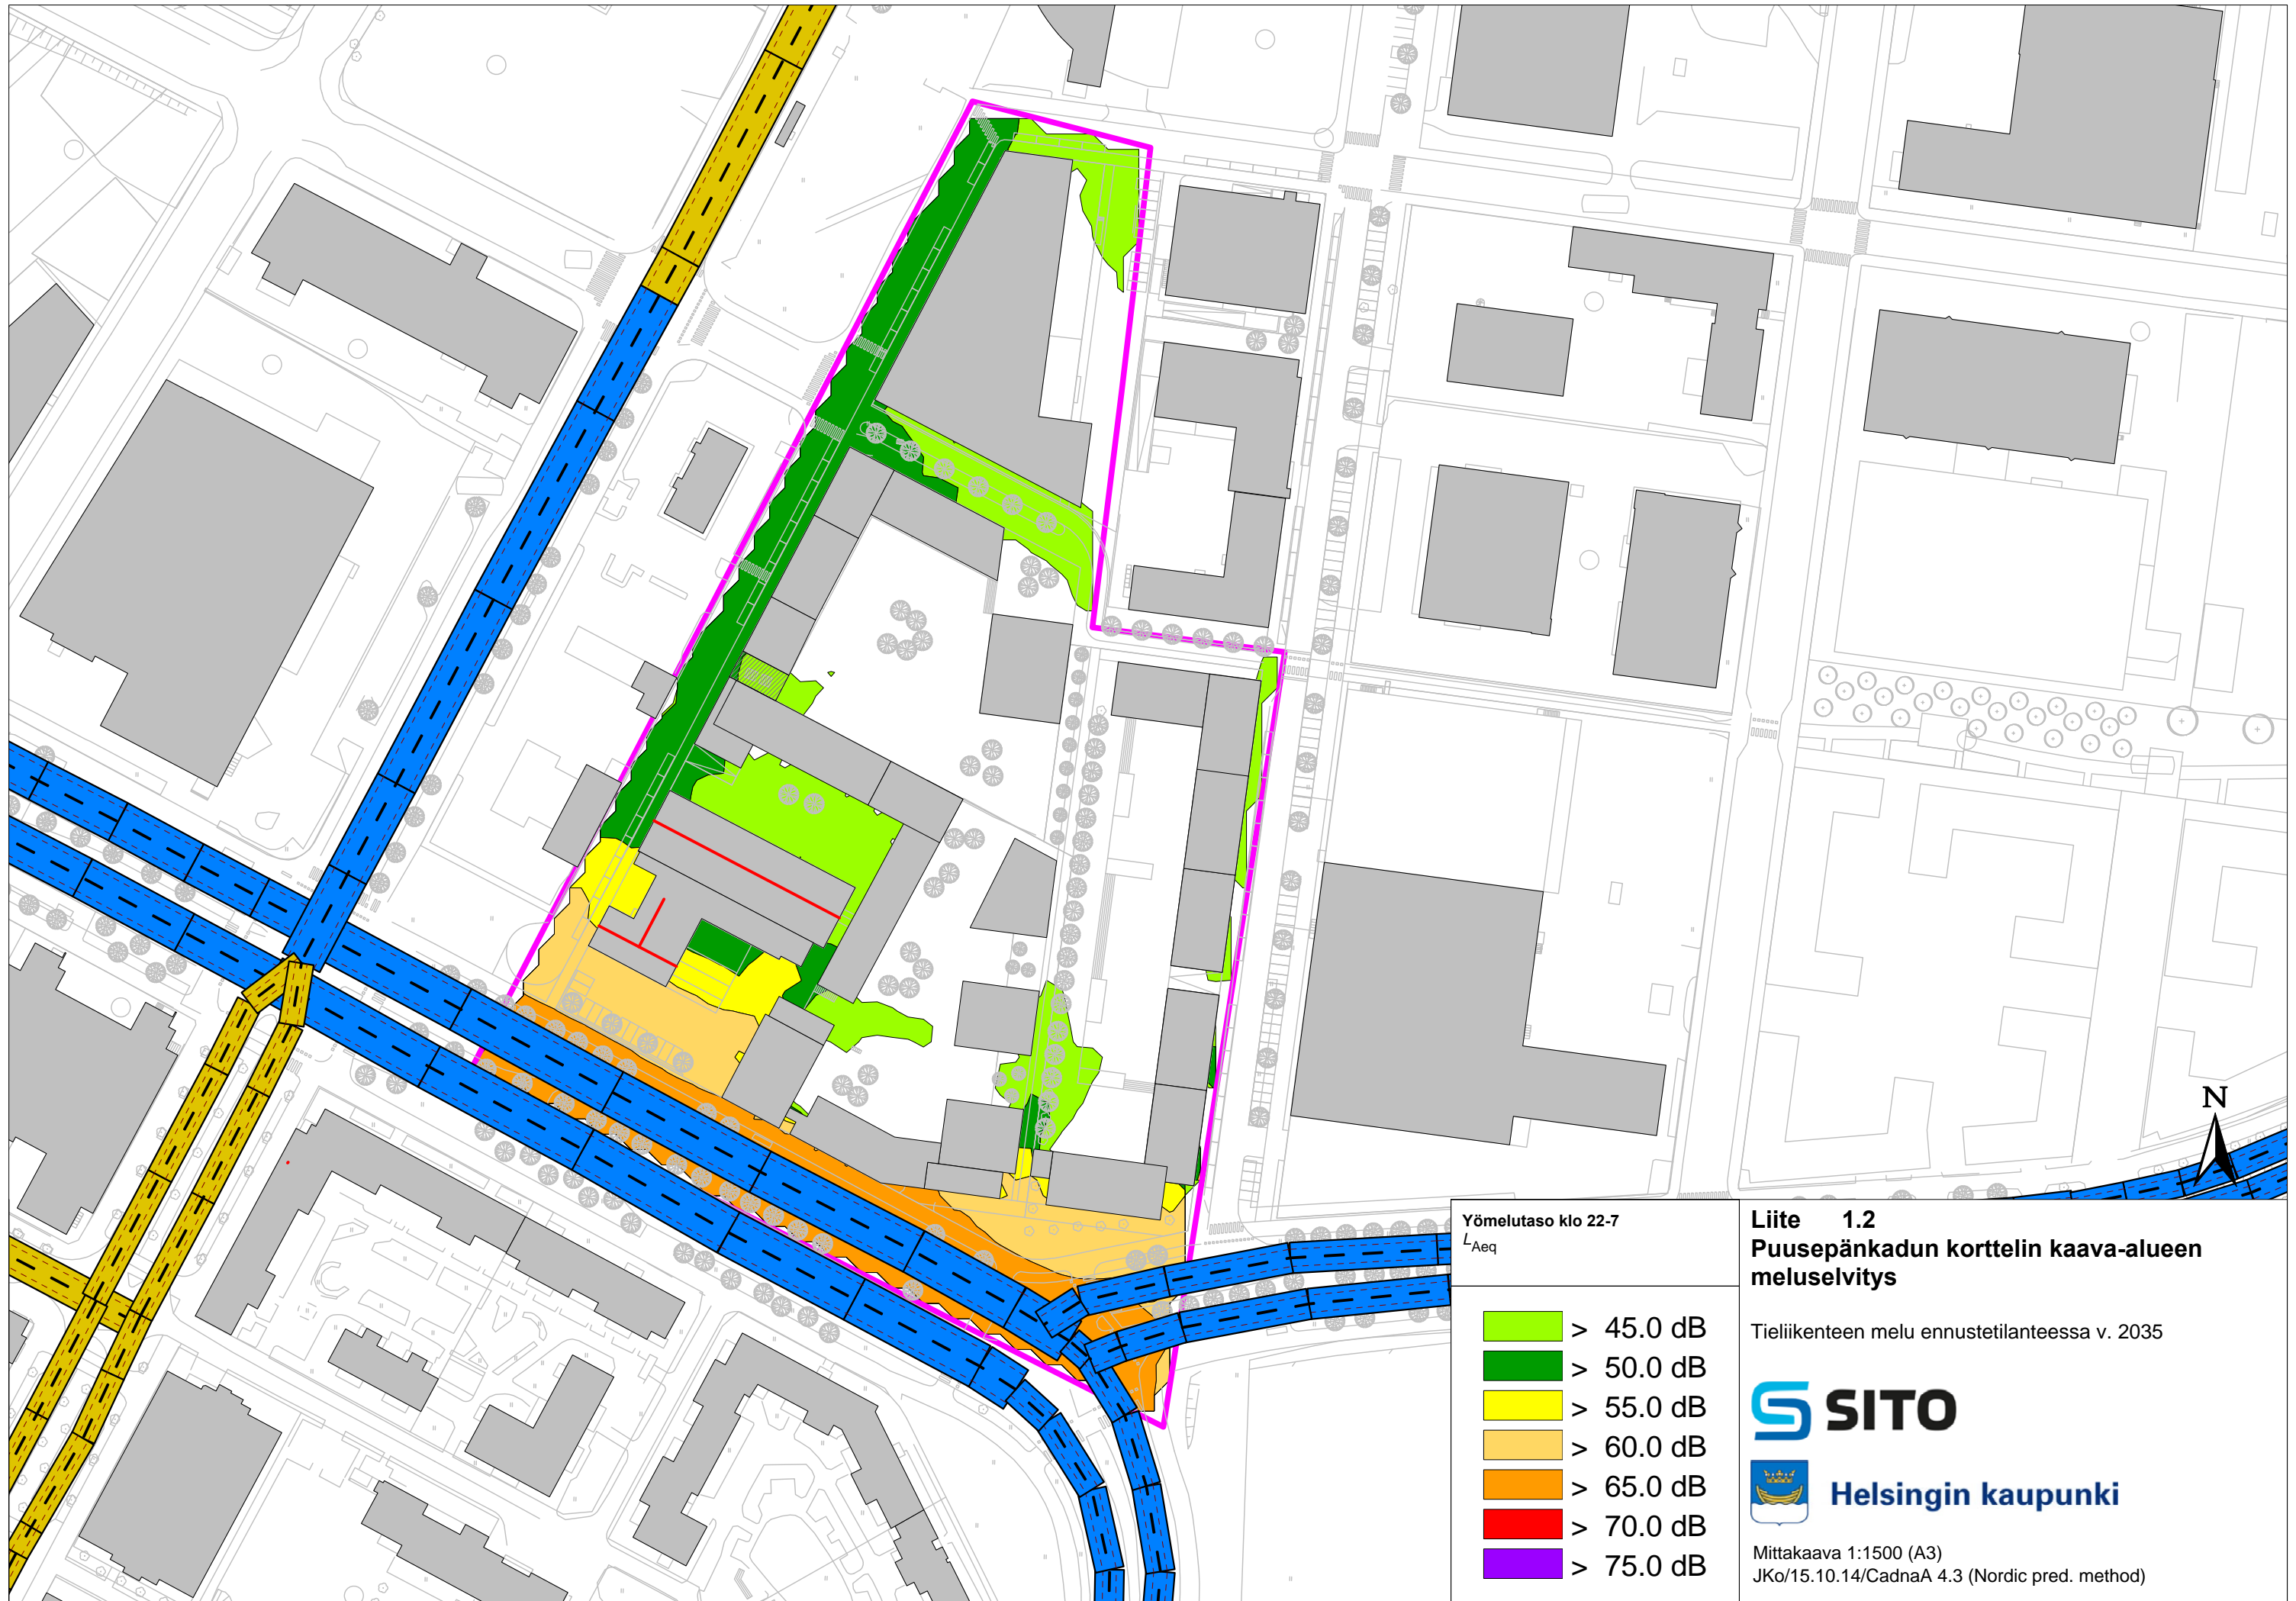 N
Yömelutaso klo 22-7
LAeq
> 45.0 dB
> 50.0 dB
> 55.0 dB
> 60.0 dB
> 65.0 dB
> 70.0 dB
> 75.0 dB
Liite 1.2
Puusepänkadun korttelin kaava-alueen
meluselvitys
Tieliikenteen melu ennustetilanteessa v. 2035
SITO
Helsingin kaupunki
Mittakaava 1:1500 (A3)
JKo/15.10.14/CadnaA 4.3 (Nordic pred. method)